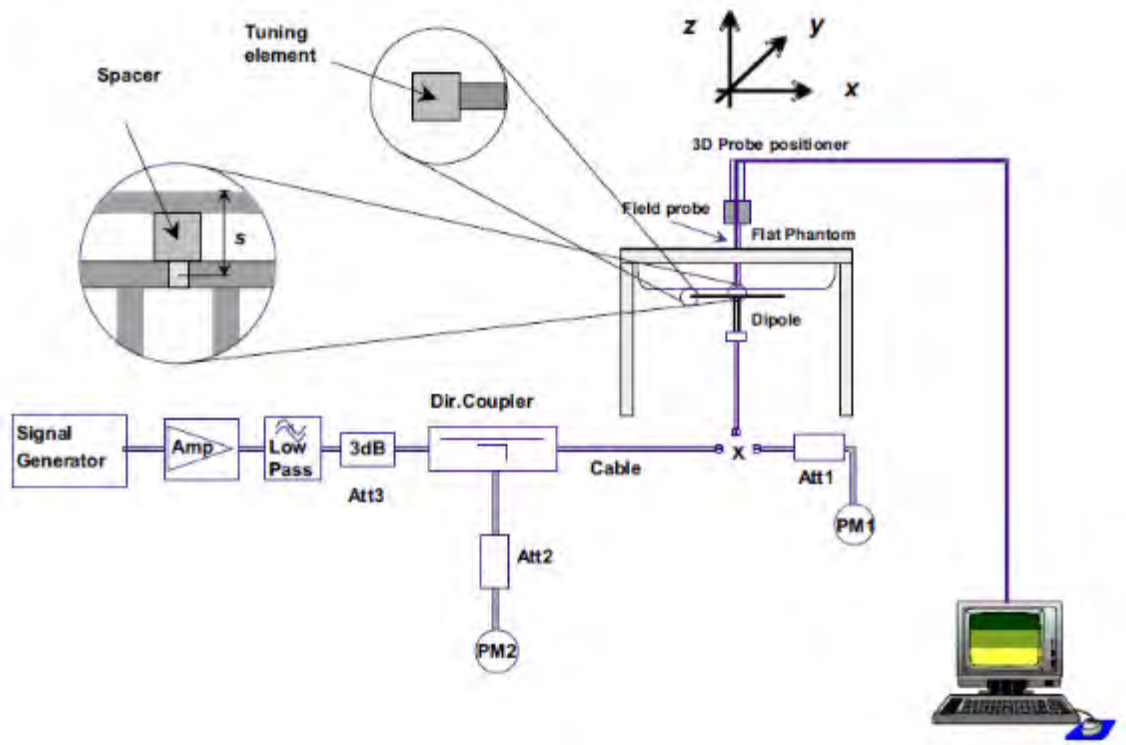 Tuning
element
Spacer
z
y
x
3D Probe positioner
Field probe
Flat Phantom
s
Dipole
Dir.Coupler
Signal
Generator
Amp
Low
Pass
3dB
Att3
Cable
x
Att1
PM1
Att2
PM2